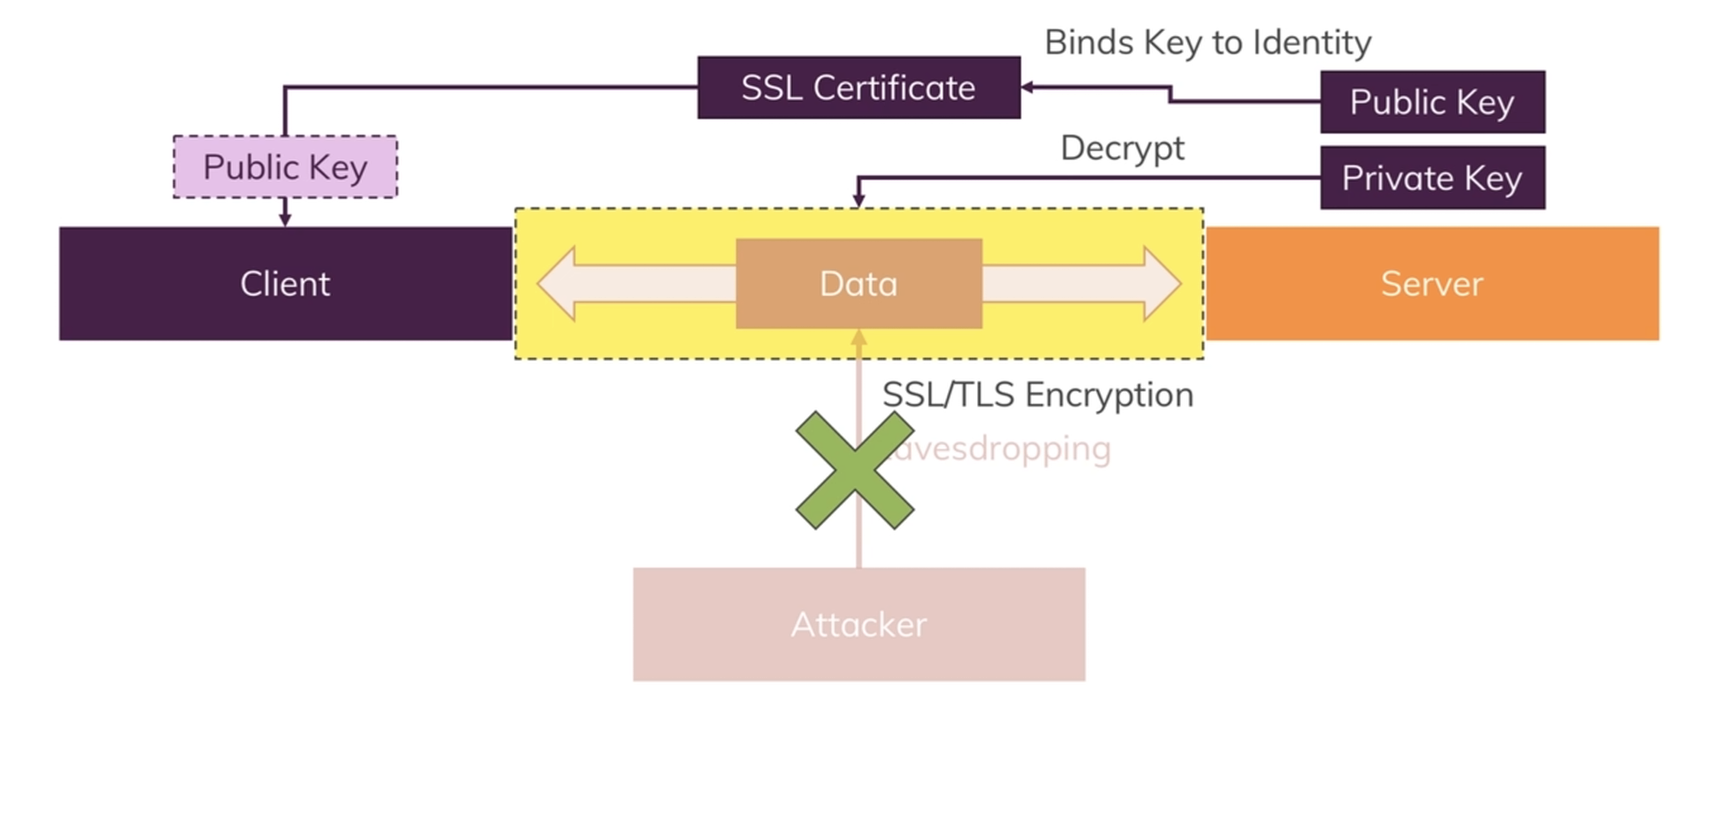 Binds Key to Identity
SSL Certificate
Public Key
Decrypt
Public Key
Private Key
Client
Data
Server
SSL/TLS Encryption
avesdropping
Attacker